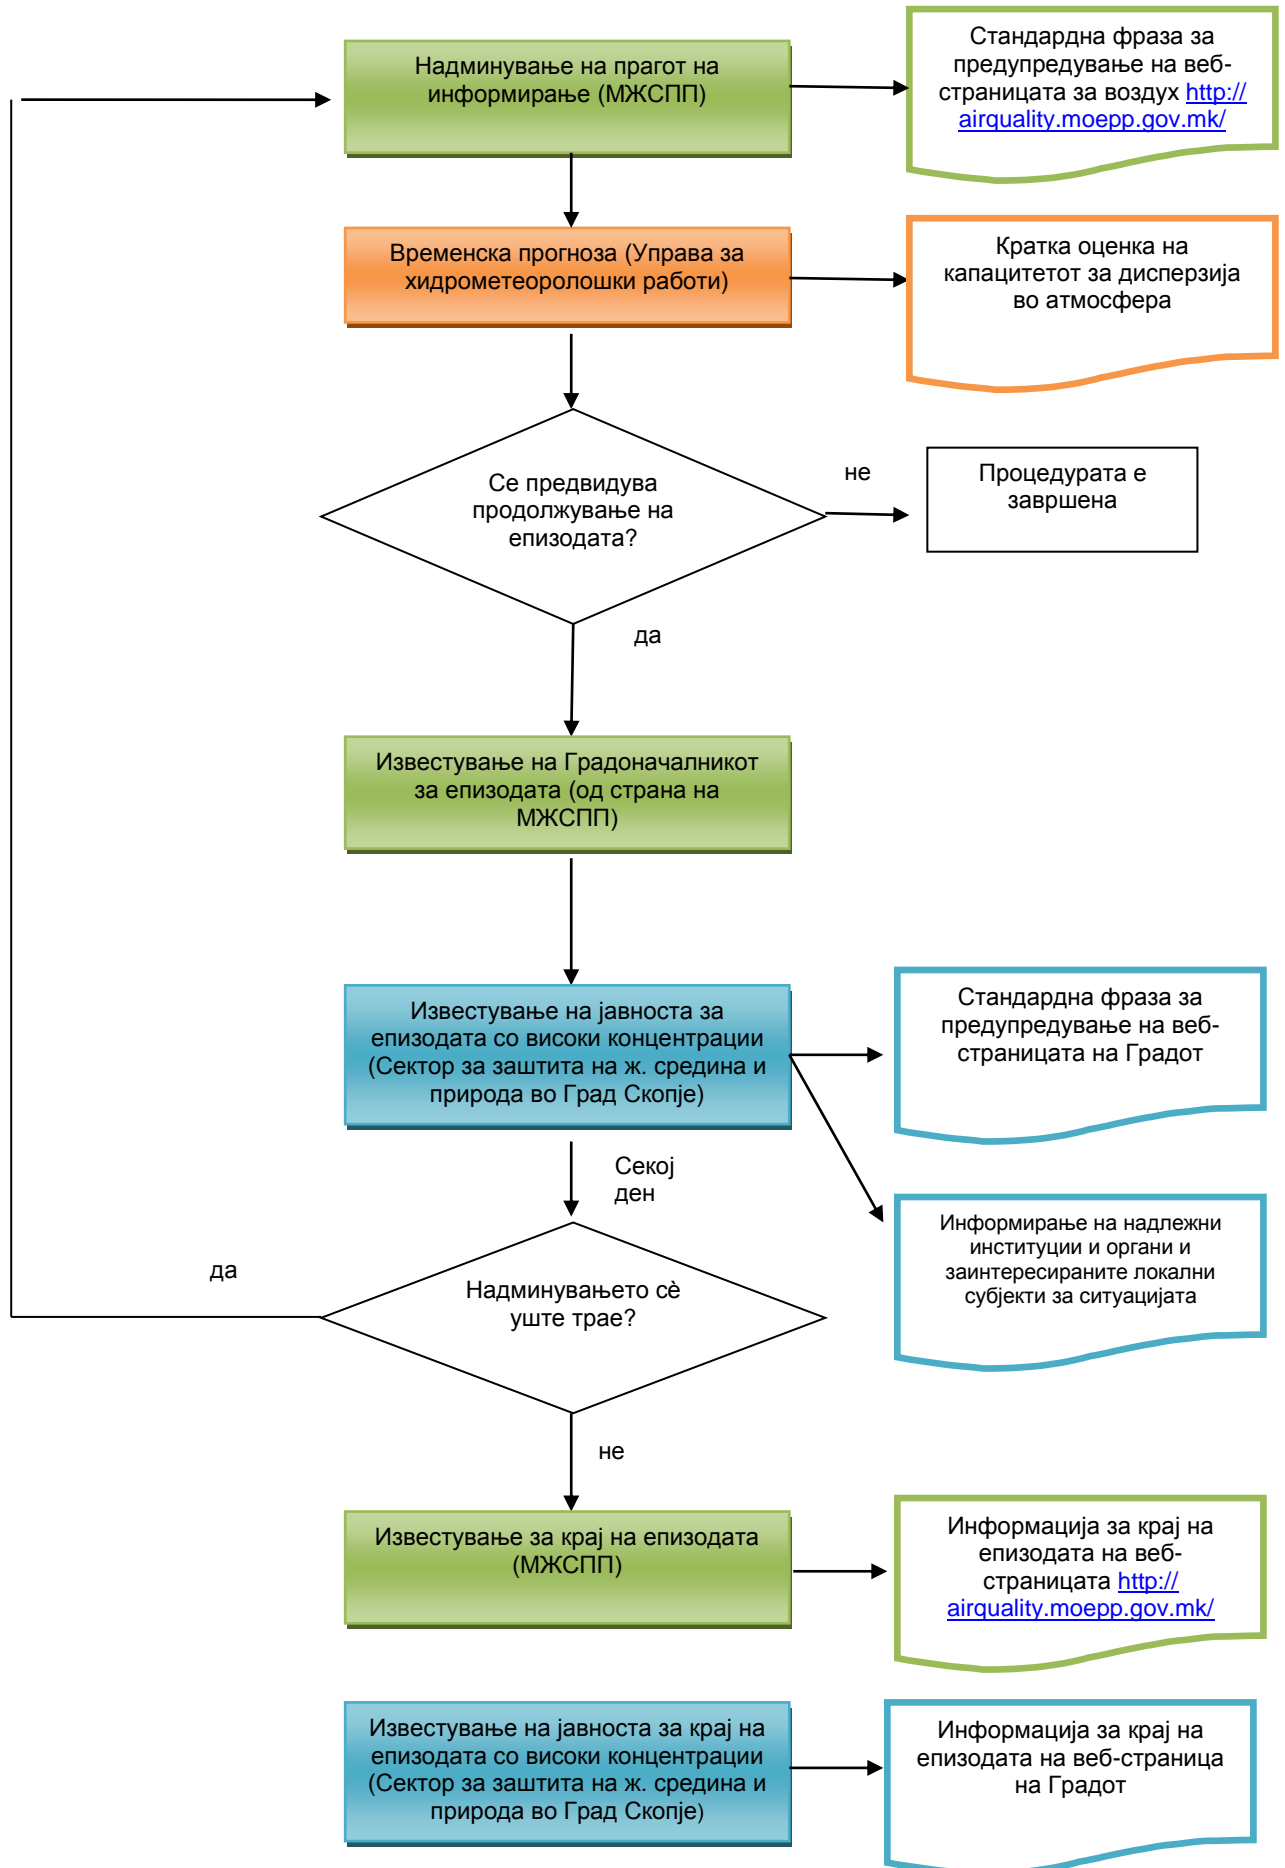 Надминување на прагот на
информирање (МЖСПП)
Стандардна фраза за
предупредување на веб-
страницата за воздух http://
airquality.moepp.gov.mk/
Временска прогноза (Управа за
хидрометеоролошки работи)
Кратка оценка на
капацитетот за дисперзија
во атмосфера
Се предвидува
продолжување на
епизодата?
не
Процедурата е
завршена
да
Известување на Градоначалникот
за епизодата (од страна на
МЖСПП)
Известување на јавноста за
епизодата со високи концентрации
(Сектор за заштита на ж. средина и
природа во Град Скопје)
Стандардна фраза за
предупредување на веб-
страницата на Градот
Секој
ден
Информирање на надлежни
институции и органи и
заинтересираните локални
субјекти за ситуацијата
да
Надминувањето сѐ
уште трае?
не
Известување за крај на епизодата
(МЖСПП)
Информација за крај на
епизодата на веб-
страницата http://
airquality.moepp.gov.mk/
Известување на јавноста за крај на
епизодата со високи концентрации
(Сектор за заштита на ж. средина и
природа во Град Скопје)
Информација за крај на
епизодата на веб-страница
на Градот